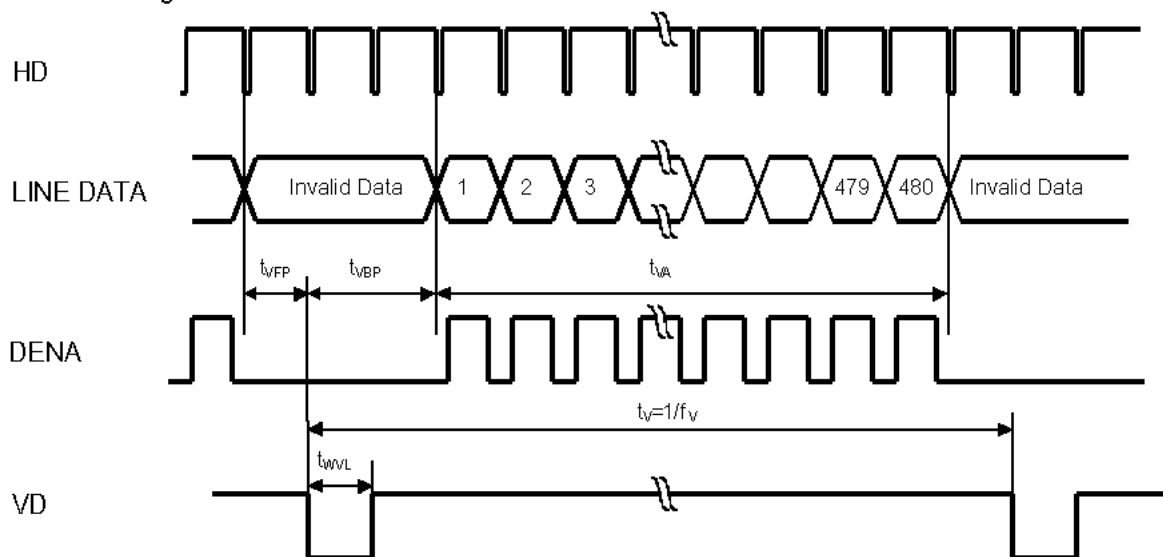 HD
LINE DATA
Invalid Data
1
2
3
479
480
Invalid Data
tVFP
tVBP
tVA
DENA
tV=1/fV
tWVL
VD